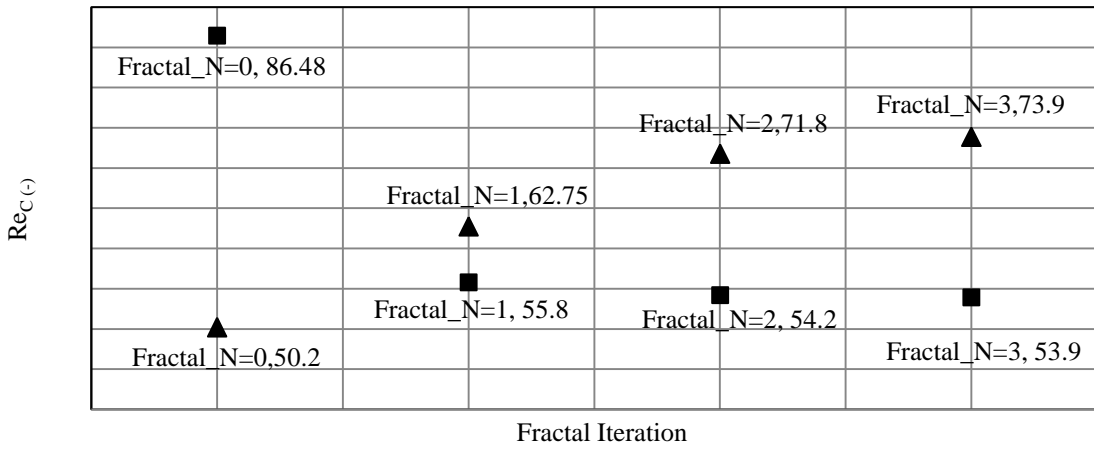 Fractal_N=0, 86.48
Fractal_N=3,73.9
Fractal_N=2,71.8
Fractal_N=1,62.75
Re_C (-)
Fractal_N=1, 55.8
Fractal_N=2, 54.2
Fractal_N=0,50.2
Fractal_N=3, 53.9
Fractal Iteration